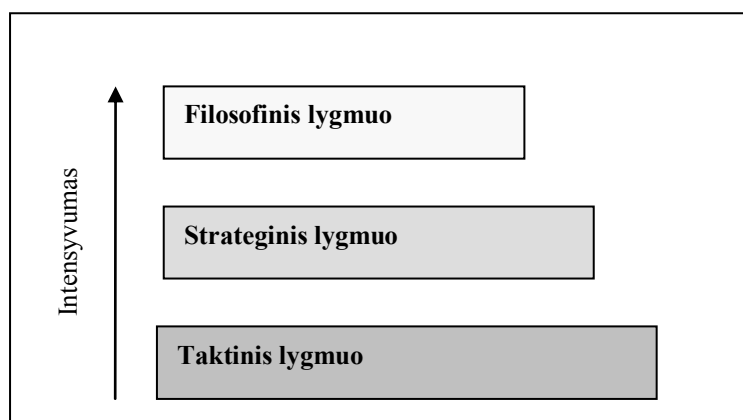 Filosofinis lygmuo
Strateginis lygmuo
Taktinis lygmuo
Intensyvumas